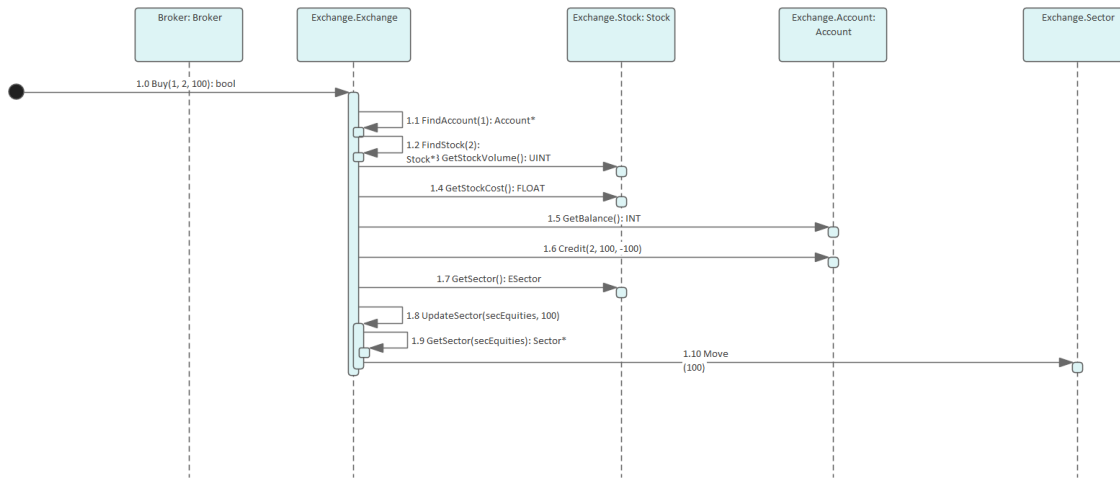 Broker: Broker
Exchange.Exchange
Exchange.Stock: Stock
Exchange.Account:
Account
Exchange.Sector
1.0 Buy(1, 2, 100): bool
1.1 FindAccount(1): Account*
1.2 FindStock(2):
Stock*
GetStockVolume(): UINT
1.4 GetStockCost(): FLOAT
1.5 GetBalance(): INT
1.6 Credit(2, 100, -100)
1.7 GetSector(): ESector
1.8 UpdateSector(secEquities, 100)
1.9 GetSector(secEquities): Sector*
1.10 Move
(100)